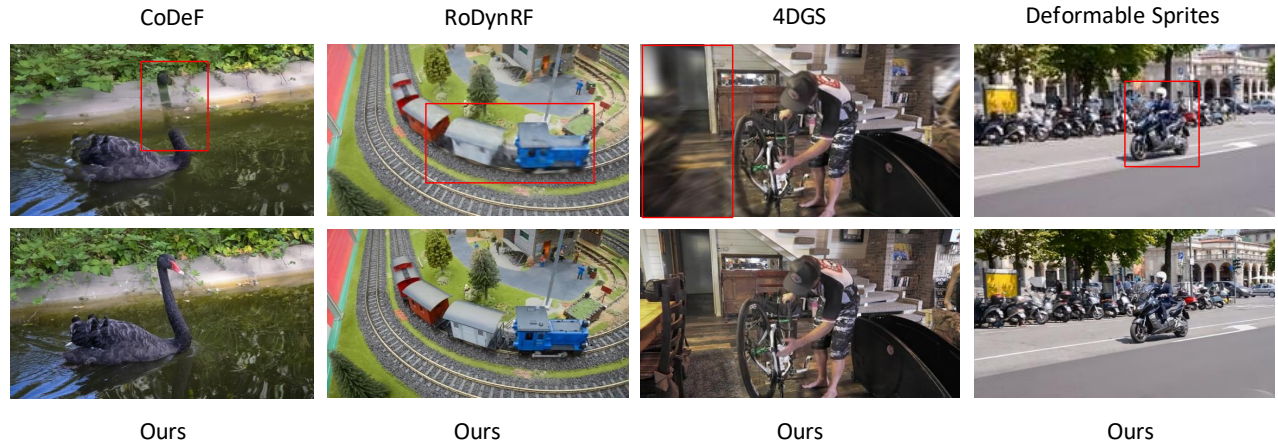 CoDeF
RoDynRF
4DGS
Deformable Sprites
Ours
Ours
Ours
Ours